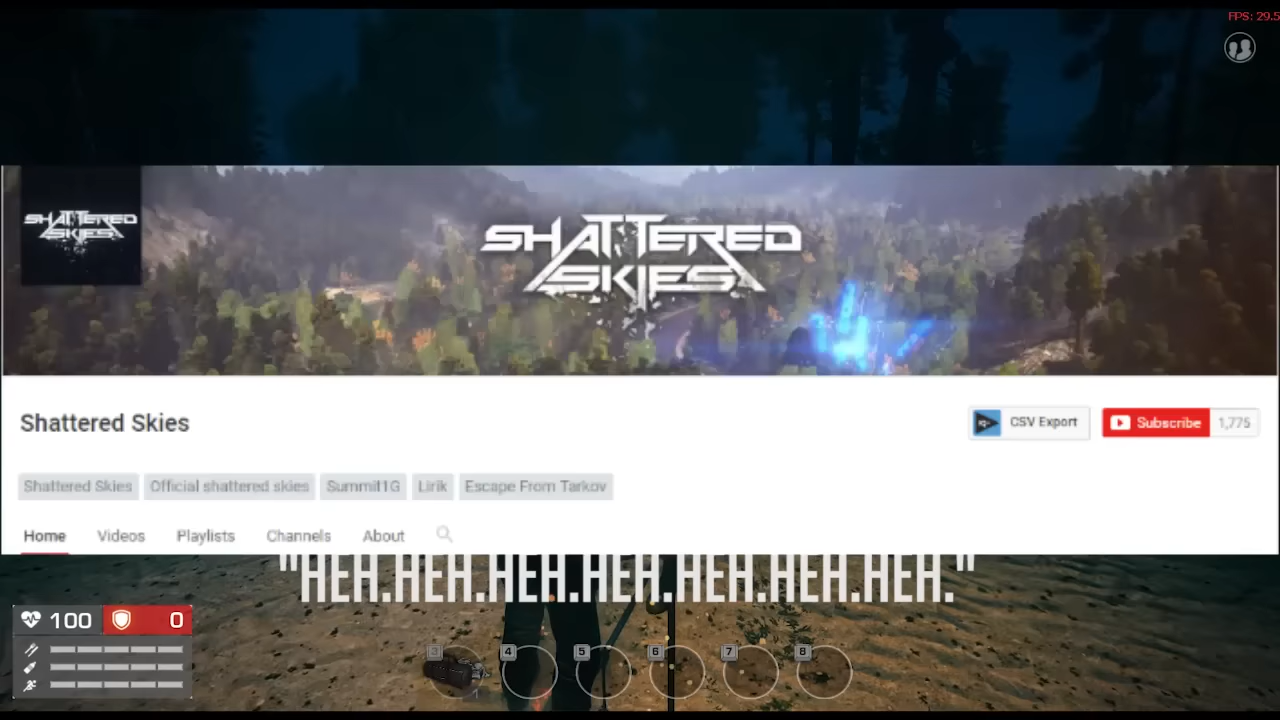 FPS: 29.5
SHATTERED
SKIES
SHATTERED
SKIES
Shattered Skies
CSV Export
Subscribe 1,775
Shattered Skies Official shattered skies Summit1G Lirik Escape From Tarkov
Home Videos Playlists Channels About
"HEH.HEH.HEH.HEH.HEH.HEH.HEH."
100 0
3 4 5 6 7 8
1